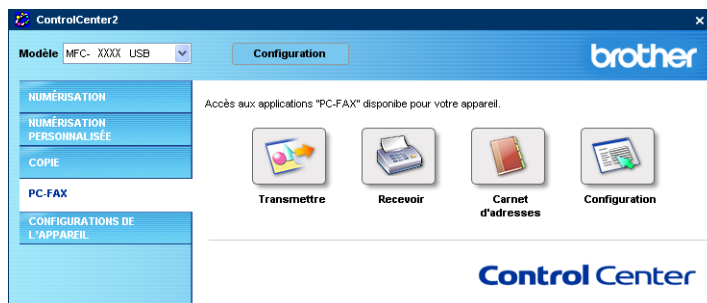 ControlCenter2
Modèle MFC- XXXX USB
Configuration
brother
NUMÉRISATION
NUMÉRISATION
PERSONNALISÉE
COPIE
PC-FAX
CONFIGURATIONS DE
L'APPAREIL
Accès aux applications "PC-FAX" disponibe pour votre appareil.
Transmettre
Recevoir
Carnet
d'adresses
Configuration
Control Center